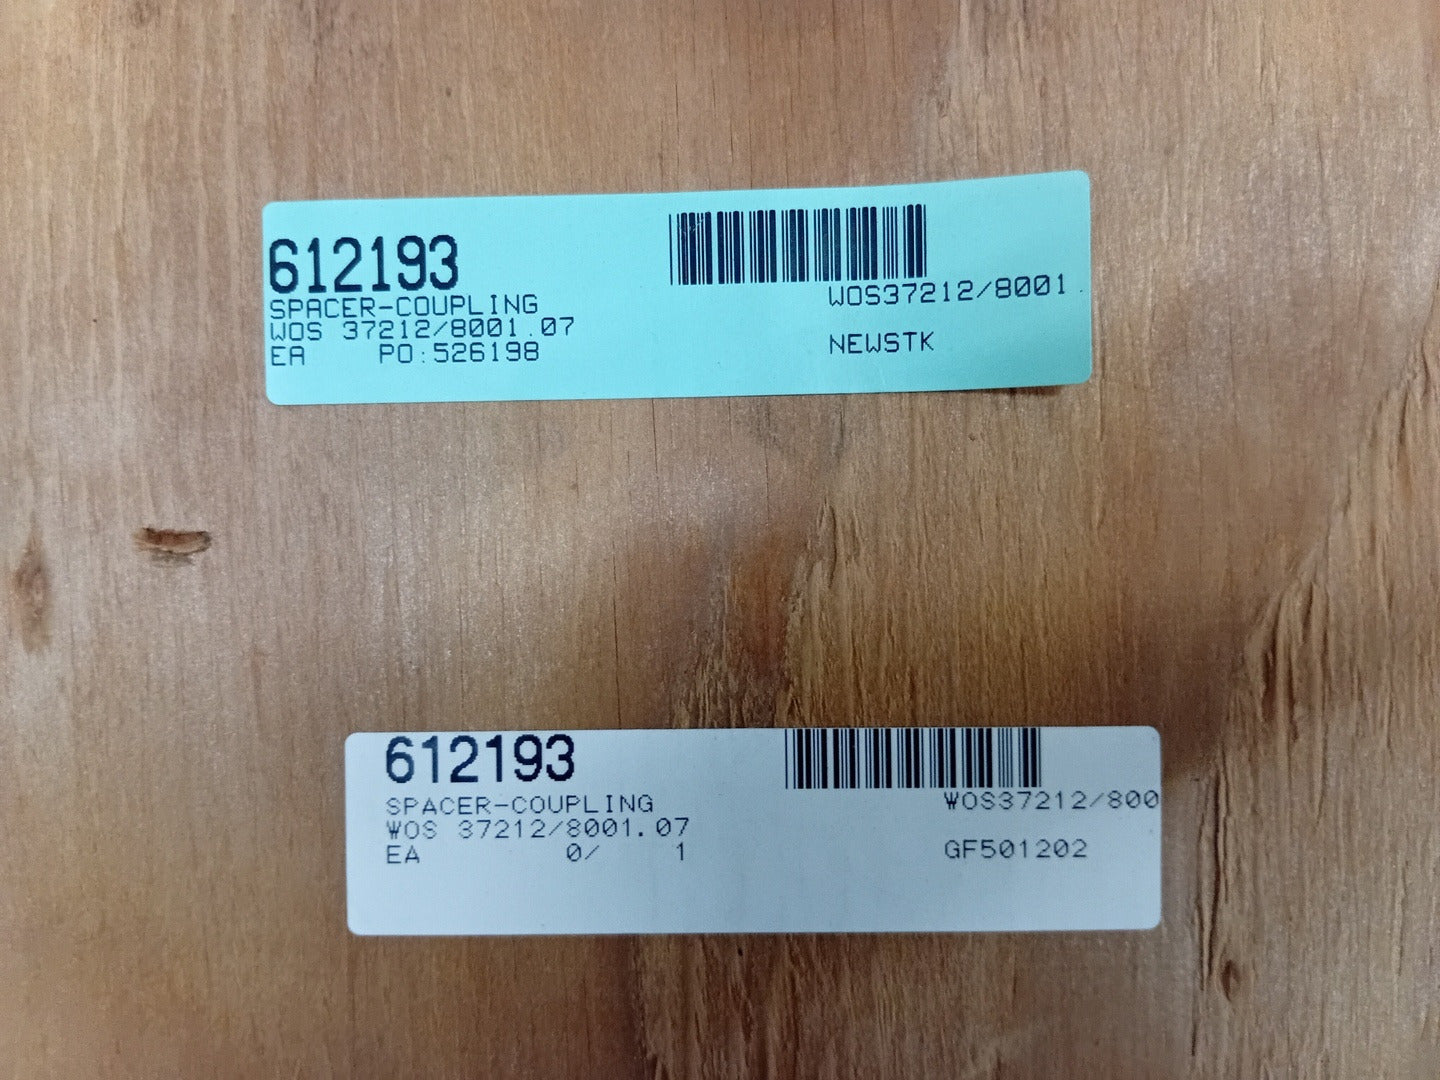 612193
SPACER-COUPLING
WOS 37212/8001.07
EA PO:526198
WOS37212/8001.
NEWSTK
612193
SPACER-COUPLING
WOS 37212/8001.07
EA 0/ 1
WOS37212/800
GF501202